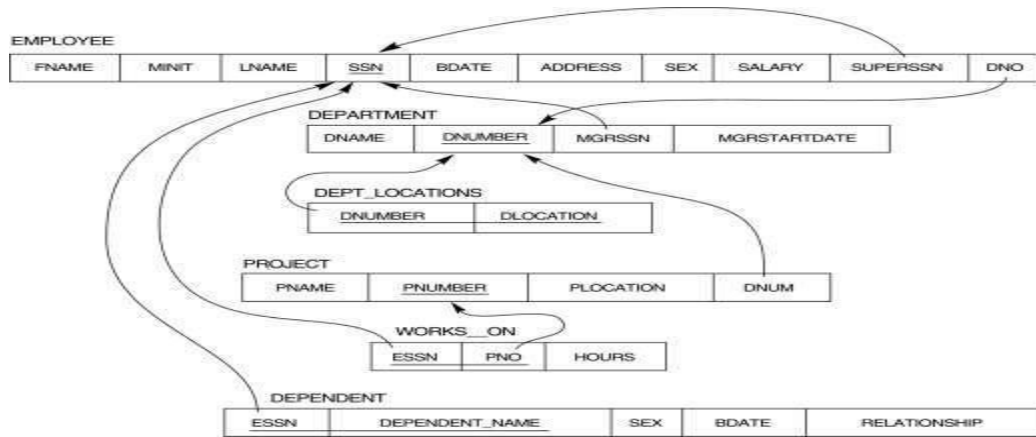 EMPLOYEE
FNAME MINIT LNAME SSN BDATE ADDRESS SEX SALARY SUPERSSN DNO
DEPARTMENT
DNAME DNUMBER MGRSSN MGRSTARTDATE
DEPT_LOCATIONS
DNUMBER DLOCATION
PROJECT
PNAME PNUMBER PLOCATION DNUM
WORKS__ON
ESSN PNO HOURS
DEPENDENT
ESSN DEPENDENT_NAME SEX BDATE RELATIONSHIP